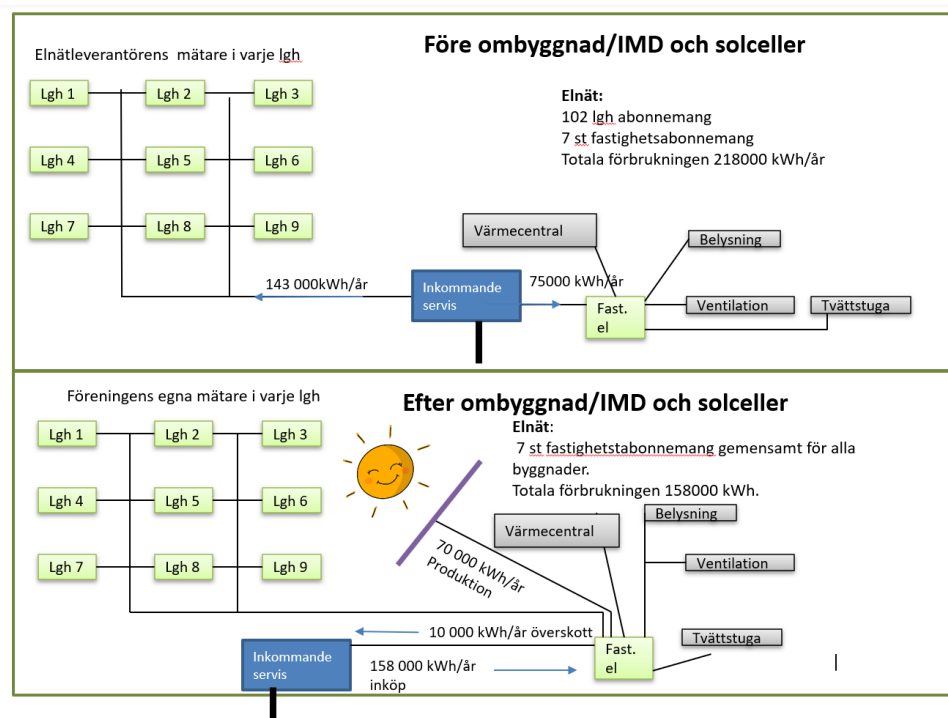 Före ombyggnad/IMD och solceller
Elnätleverantörens mätare i varje lgh
Lgh 1
Lgh 2
Lgh 3
Lgh 4
Lgh 5
Lgh 6
Lgh 7
Lgh 8
Lgh 9
Elnät:
102 lgh abonnemang
7 st fastighetsabonnemang
Totala förbrukningen 218000 kWh/år
Värmecentral
Belysning
143 000kWh/år
Inkommande
servis
75000 kWh/år
Fast.
el
Ventilation
Tvättstuga
Efter ombyggnad/IMD och solceller
Föreningens egna mätare i varje lgh
Lgh 1
Lgh 2
Lgh 3
Lgh 4
Lgh 5
Lgh 6
Lgh 7
Lgh 8
Lgh 9
Elnät:
7 st fastighetstabonnemang gemensamt för alla
byggnader.
Totala förbrukningen 158000 kWh.
Värmecentral
Belysning
Ventilation
70 000 kWh/år
Produktion
10 000 kWh/år överskott
Tvättstuga
Fast.
el
Inkommande
servis
158 000 kWh/år
inköp